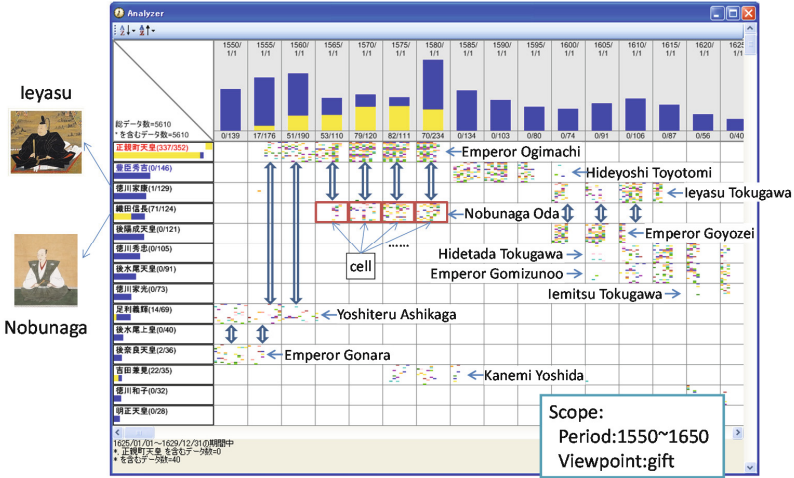 Analyzer
1550/ 1/1
1555/ 1/1
1560/ 1/1
1565/ 1/1
1570/ 1/1
1575/ 1/1
1580/ 1/1
1585/ 1/1
1590/ 1/1
1595/ 1/1
1600/ 1/1
1605/ 1/1
1610/ 1/1
1615/ 1/1
1620/ 1/1
1625 1/1
総データ数=5610
*を含むデータ数=5610
0/139 17/176 51/190 53/110 79/120 82/111 70/234 0/134 0/103 0/80 0/74 0/91 0/106 0/87 0/56 0/40
Ieyasu
正親町天皇(337/352)
Emperor Ogimachi
豊臣秀吉(0/146)
Hideyoshi Toyotomi
徳川家康(1/129)
Ieyasu Tokugawa
織田信長(71/124)
Nobunaga Oda
後陽成天皇(0/121)
Emperor Goyozei
徳川秀忠(0/105)
......
Hidetada Tokugawa
cell
後水尾天皇(0/91)
Emperor Gomizunoo
徳川家光(0/73)
Iemitsu Tokugawa
足利義輝(14/69)
Yoshiteru Ashikaga
Nobunaga
後水尾上皇(0/40)
後奈良天皇(2/36)
Emperor Gonara
吉田兼見(22/35)
Kanemi Yoshida
徳川和子(0/32)
明正天皇(0/28)
Scope:
Period:1550~1650
Viewpoint:gift
1625/01/01～1629/12/31の期間中
*, 正親町天皇 を含むデータ数=0
* を含むデータ数=40